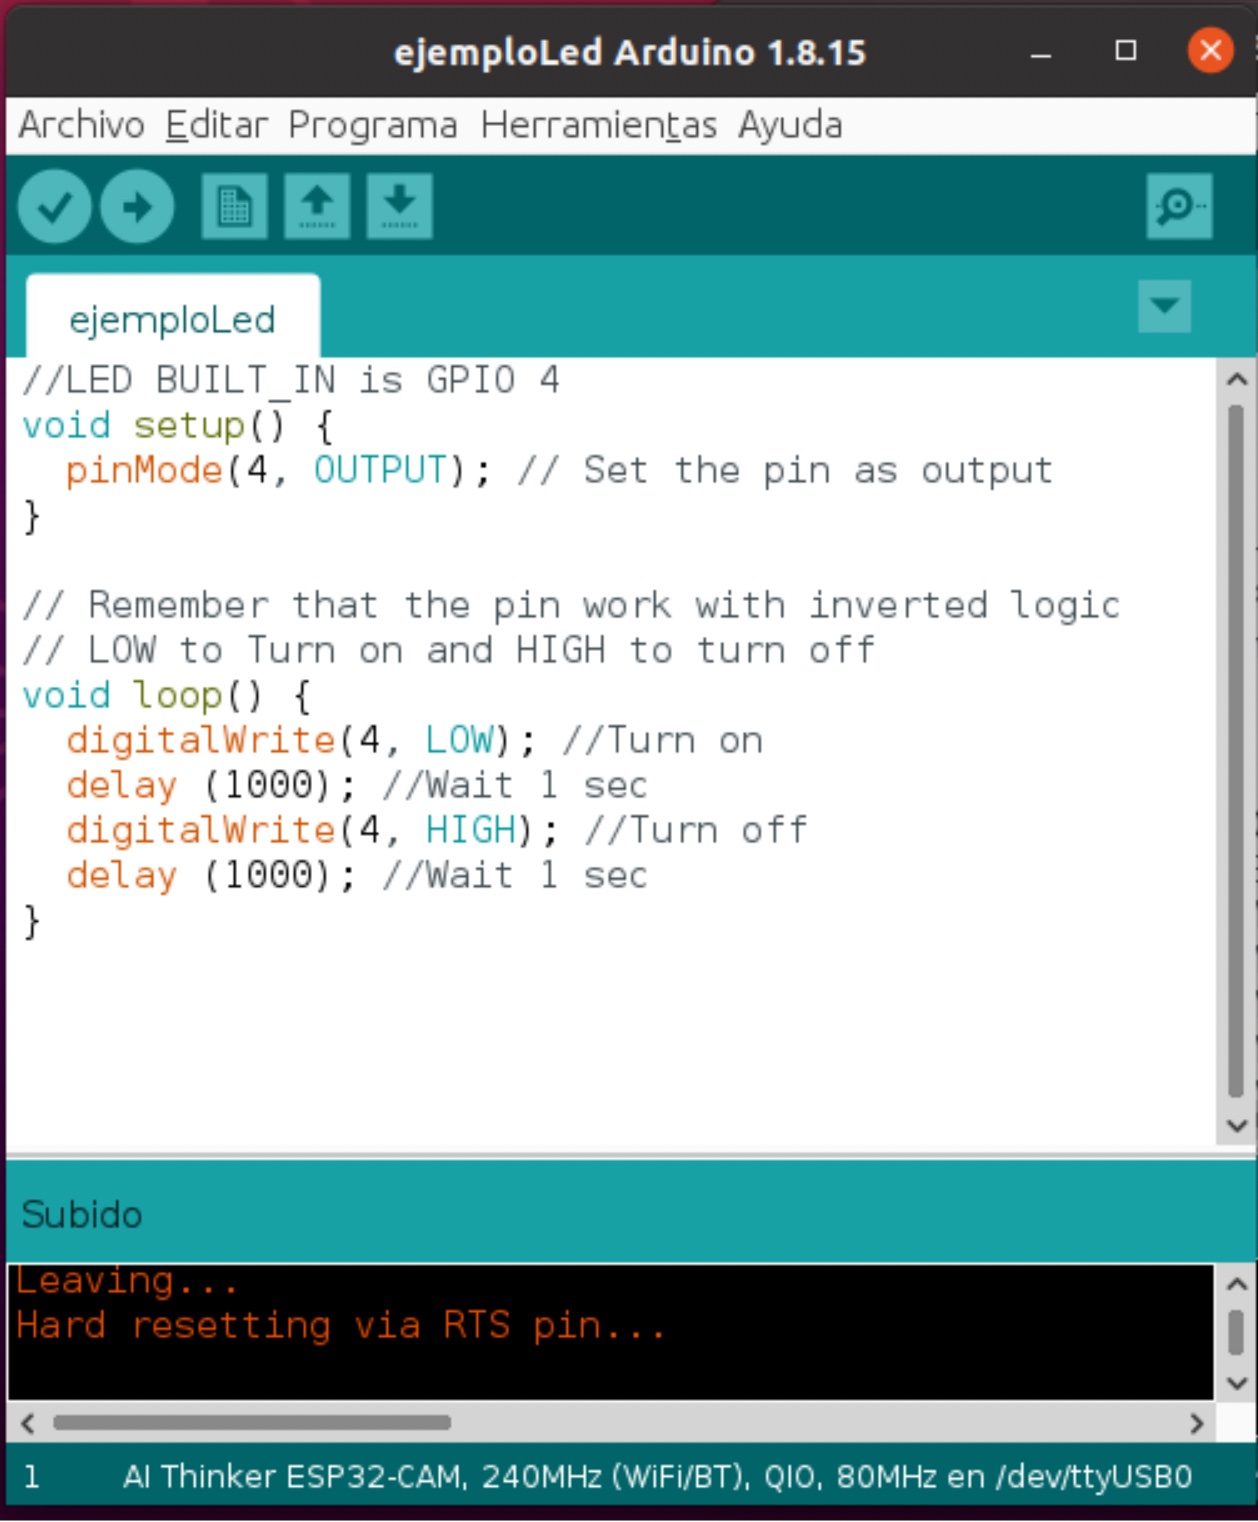 ejemploLed Arduino 1.8.15
Archivo Editar Programa Herramientas Ayuda
ejemploLed
//LED BUILT_IN is GPIO 4
void setup() {
  pinMode(4, OUTPUT); // Set the pin as output
}
// Remember that the pin work with inverted logic
// LOW to Turn on and HIGH to turn off
void loop() {
  digitalWrite(4, LOW); //Turn on
  delay (1000); //Wait 1 sec
  digitalWrite(4, HIGH); //Turn off
  delay (1000); //Wait 1 sec
}
Subido
Leaving...
Hard resetting via RTS pin...
1 AI Thinker ESP32-CAM, 240MHz (WiFi/BT), QIO, 80MHz en /dev/ttyUSB0